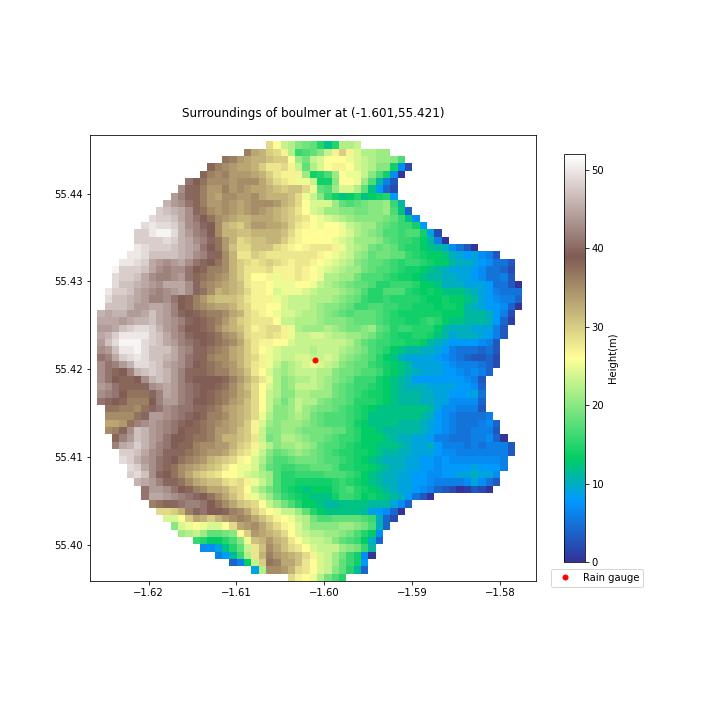 Surroundings of boulmer at (-1.601,55.421)
55.44
55.43
55.42
55.41
55.40
−1.62 −1.61 −1.60 −1.59 −1.58
50
40
30
20
10
0
Height(m)
Rain gauge